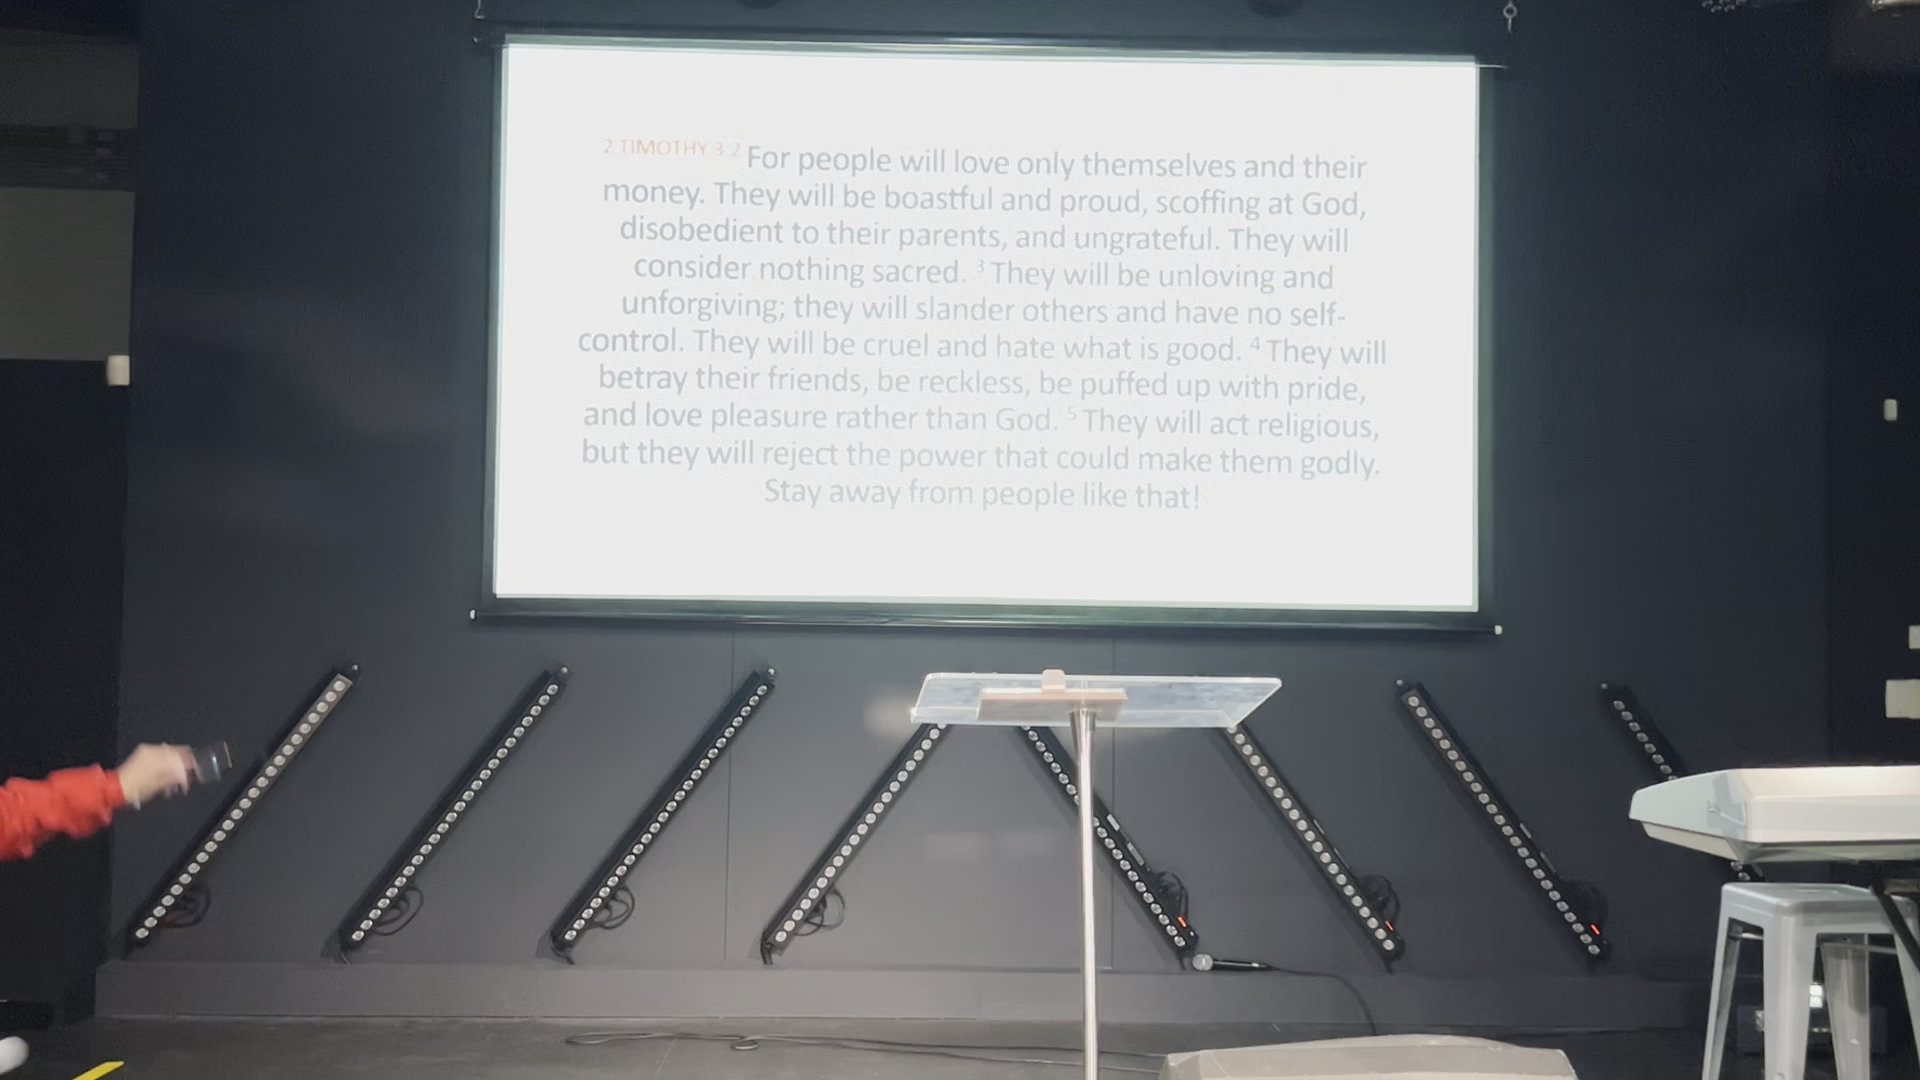 2 TIMOTHY 3:2 For people will love only themselves and their
money. They will be boastful and proud, scoffing at God,
disobedient to their parents, and ungrateful. They will
consider nothing sacred. 3 They will be unloving and
unforgiving; they will slander others and have no self-
control. They will be cruel and hate what is good. 4 They will
betray their friends, be reckless, be puffed up with pride,
and love pleasure rather than God. 5 They will act religious,
but they will reject the power that could make them godly.
Stay away from people like that!